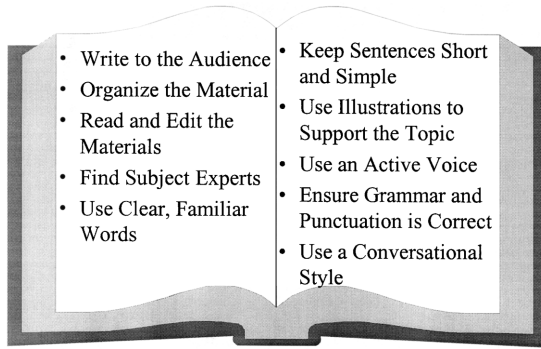 • Write to the Audience
• Organize the Material
• Read and Edit the
Materials
• Find Subject Experts
• Use Clear, Familiar
Words
• Keep Sentences Short
and Simple
• Use Illustrations to
Support the Topic
• Use an Active Voice
• Ensure Grammar and
Punctuation is Correct
• Use a Conversational
Style